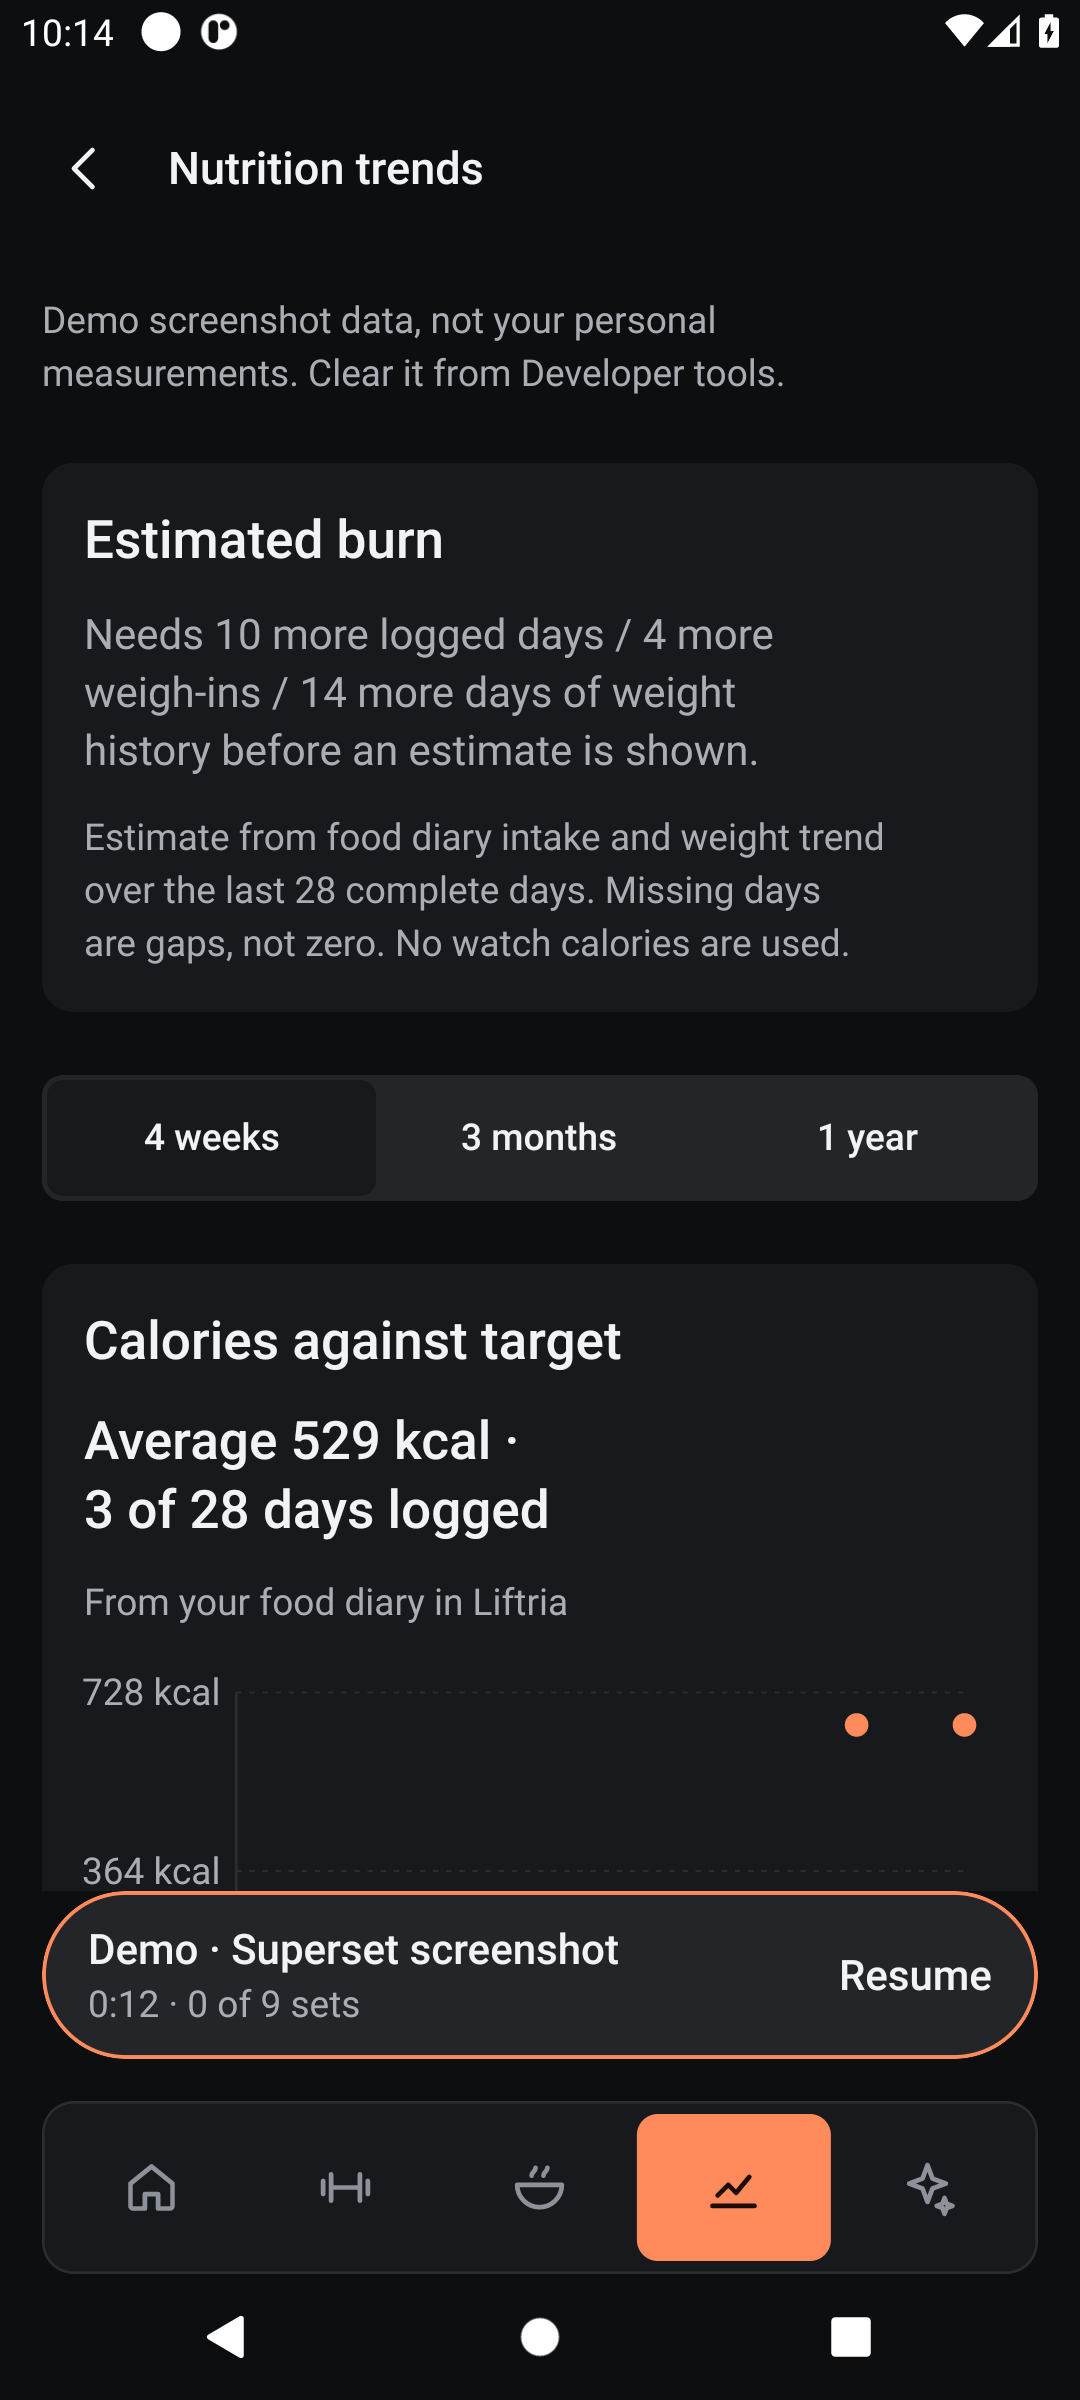 10:14
Nutrition trends
Demo screenshot data, not your personal
measurements. Clear it from Developer tools.
Estimated burn
Needs 10 more logged days / 4 more
weigh-ins / 14 more days of weight
history before an estimate is shown.
Estimate from food diary intake and weight trend
over the last 28 complete days. Missing days
are gaps, not zero. No watch calories are used.
4 weeks 3 months 1 year
Calories against target
Average 529 kcal ·
3 of 28 days logged
From your food diary in Liftria
728 kcal
364 kcal
Demo · Superset screenshot
0:12 · 0 of 9 sets
Resume